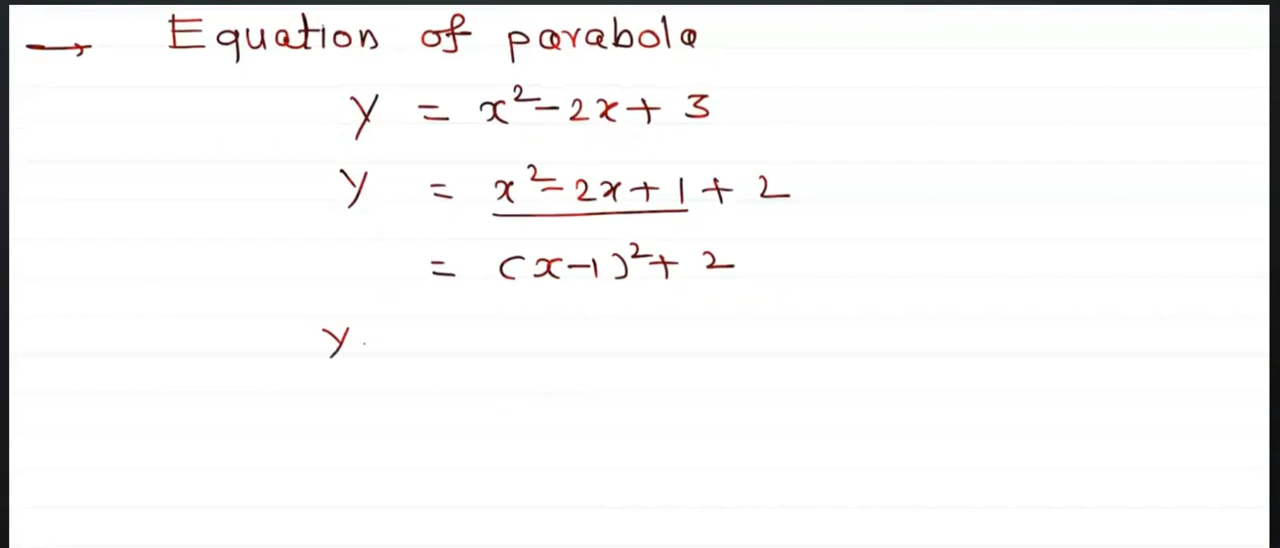 → Equation of parabola
y = x² - 2x + 3
y = x² - 2x + 1 + 2
= (x-1)² + 2
y